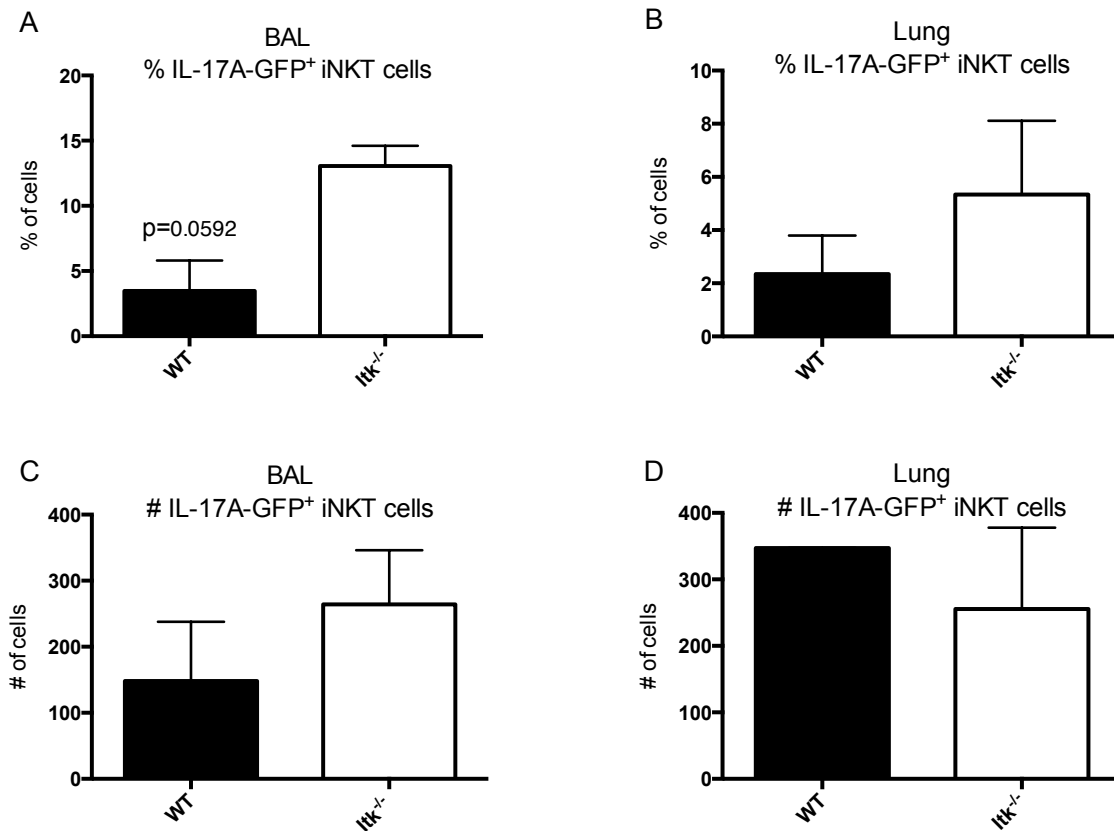 A
BAL
% IL-17A-GFP⁺ iNKT cells
% of cells
20
15
10
5
0
p=0.0592
WT
Itk⁻/⁻
B
Lung
% IL-17A-GFP⁺ iNKT cells
% of cells
10
8
6
4
2
0
WT
Itk⁻/⁻
C
BAL
# IL-17A-GFP⁺ iNKT cells
# of cells
400
300
200
100
0
WT
Itk⁻/⁻
D
Lung
# IL-17A-GFP⁺ iNKT cells
# of cells
400
300
200
100
0
WT
Itk⁻/⁻